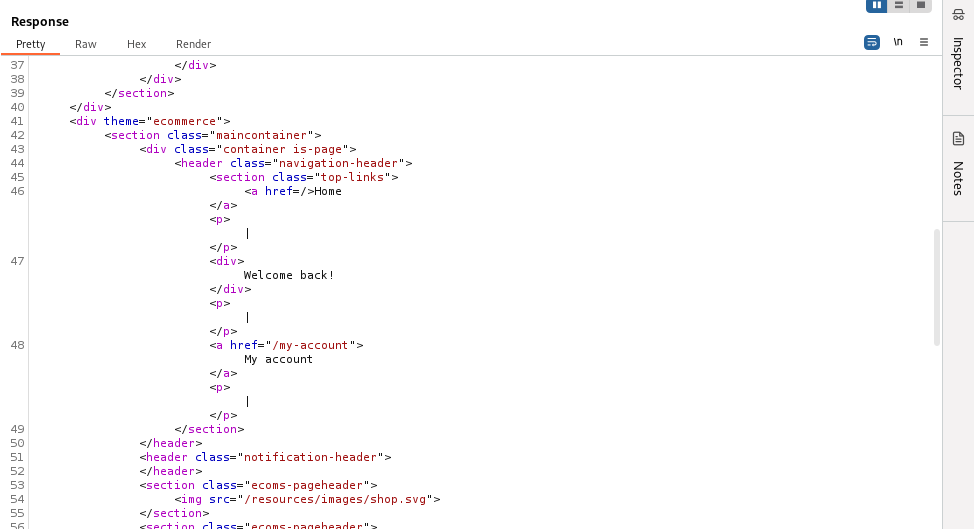 Response
Pretty Raw Hex Render \n
37 </div>
38 </div>
39 </section>
40 </div>
41 <div theme="ecommerce">
42 <section class="maincontainer">
43 <div class="container is-page">
44 <header class="navigation-header">
45 <section class="top-links">
46 <a href=/>Home
</a>
<p>
|
</p>
47 <div>
Welcome back!
</div>
<p>
|
</p>
48 <a href="/my-account">
My account
</a>
<p>
|
</p>
49 </section>
50 </header>
51 <header class="notification-header">
52 </header>
53 <section class="ecoms-pageheader">
54 <img src="/resources/images/shop.svg">
55 </section>
56 <section class="ecoms-pageheader">
Inspector
Notes